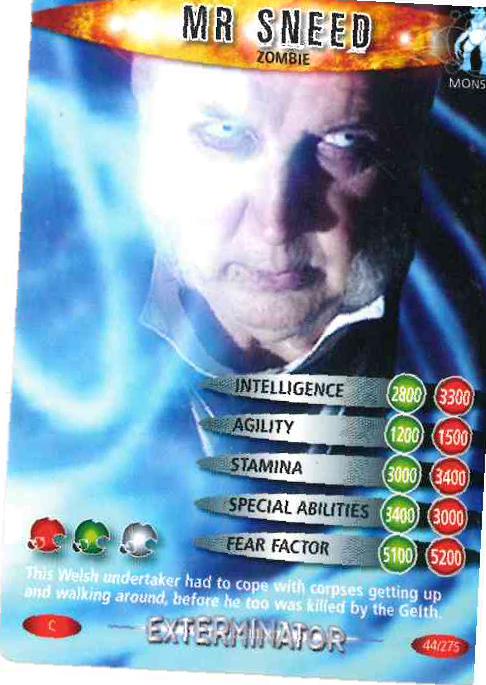 MR SNEED
ZOMBIE
MONS
INTELLIGENCE 2800 3300
AGILITY 1200 1500
STAMINA 3000 3400
SPECIAL ABILITIES 3400 3000
FEAR FACTOR 5100 5200
This Welsh undertaker had to cope with corpses getting up
and walking around, before he too was killed by the Gelth.
C
EXTERMINATOR
44/275